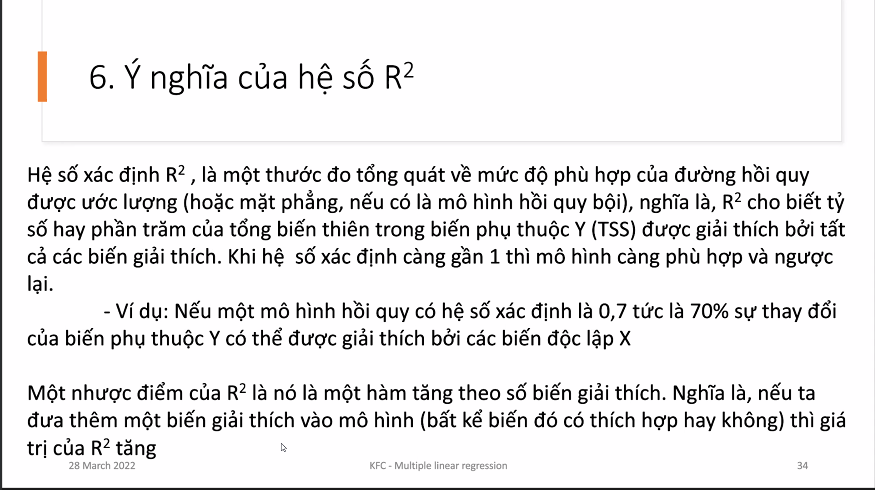 6. Ý nghĩa của hệ số R²
Hệ số xác định R² , là một thước đo tổng quát về mức độ phù hợp của đường hồi quy
được ước lượng (hoặc mặt phẳng, nếu có là mô hình hồi quy bội), nghĩa là, R² cho biết tỷ
số hay phần trăm của tổng biến thiên trong biến phụ thuộc Y (TSS) được giải thích bởi tất
cả các biến giải thích. Khi hệ  số xác định càng gần 1 thì mô hình càng phù hợp và ngược
lại.
- Ví dụ: Nếu một mô hình hồi quy có hệ số xác định là 0,7 tức là 70% sự thay đổi
của biến phụ thuộc Y có thể được giải thích bởi các biến độc lập X
Một nhược điểm của R² là nó là một hàm tăng theo số biến giải thích. Nghĩa là, nếu ta
đưa thêm một biến giải thích vào mô hình (bất kể biến đó có thích hợp hay không) thì giá
trị của R² tăng
28 March 2022 KFC - Multiple linear regression 34